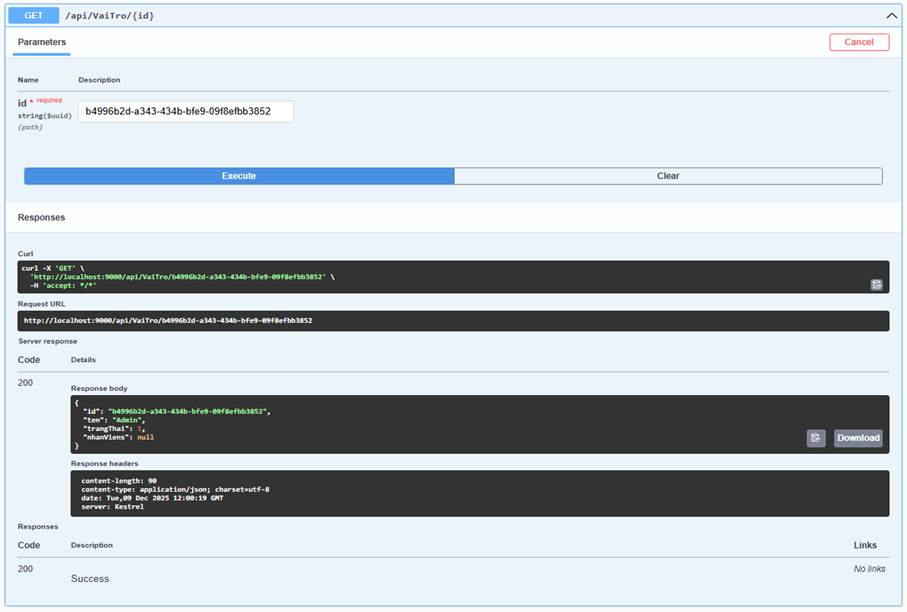 GET /api/VaiTro/{id}
Parameters
Cancel
Name Description
id * required
string($uuid)
(path)
b4996b2d-a343-434b-bfe9-09f8efbb3852
Execute Clear
Responses
Curl
curl -X 'GET' \
'http://localhost:9000/api/VaiTro/b4996b2d-a343-434b-bfe9-09f8efbb3852' \
-H 'accept: */*'
Request URL
http://localhost:9000/api/VaiTro/b4996b2d-a343-434b-bfe9-09f8efbb3852
Server response
Code Details
200
Response body
{
"id": "b4996b2d-a343-434b-bfe9-09f8efbb3852",
"ten": "Admin",
"trangThai": 1,
"nhanViens": null
}
Download
Response headers
content-length: 90
content-type: application/json; charset=utf-8
date: Tue,09 Dec 2025 12:00:19 GMT
server: Kestrel
Responses
Code Description Links
200 Success No links